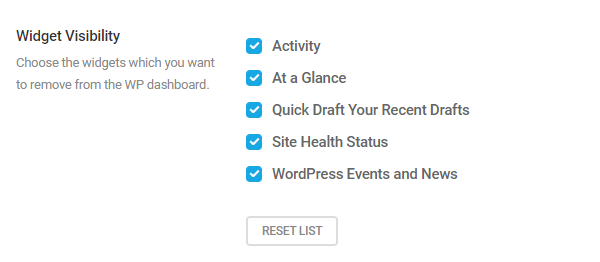 Widget Visibility
Choose the widgets which you want
to remove from the WP dashboard.
Activity
At a Glance
Quick Draft Your Recent Drafts
Site Health Status
WordPress Events and News
RESET LIST